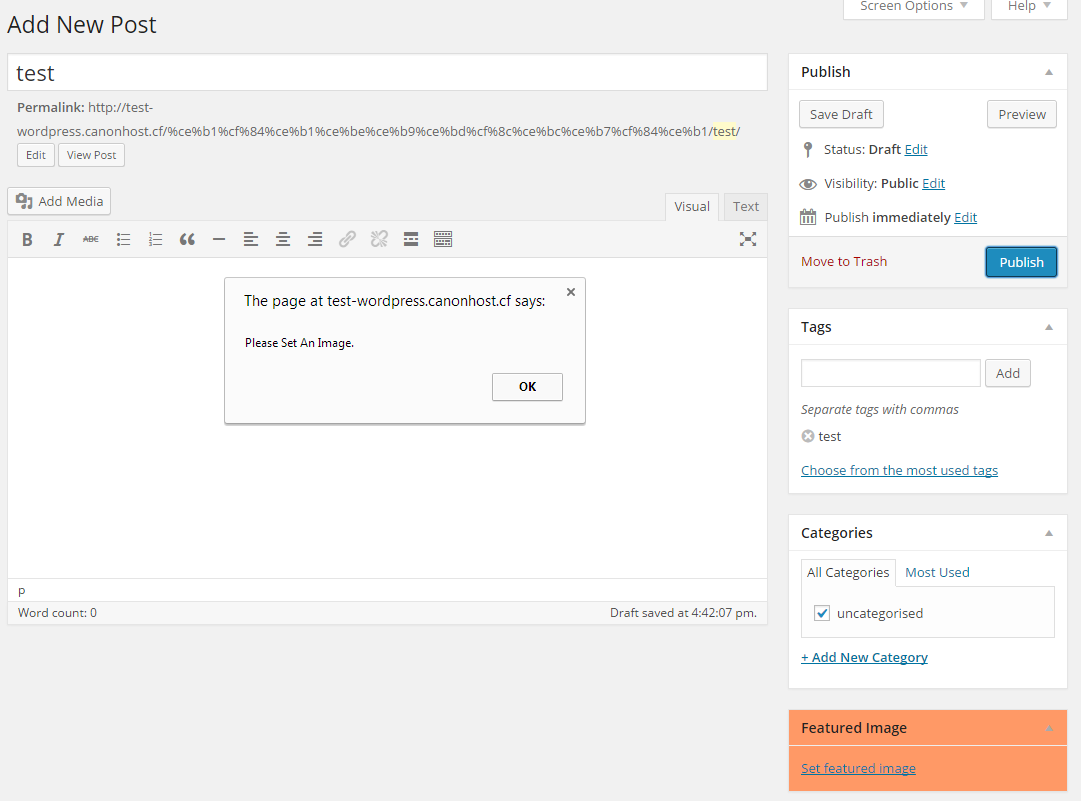 Add New Post
Screen Options
Help
test
Permalink: http://test-
wordpress.canonhost.cf/%ce%b1%cf%84%ce%b1%ce%be%ce%b9%ce%bd%cf%8c%ce%bc%ce%b7%cf%84%ce%b1/test/
Edit
View Post
Add Media
Visual
Text
B
I
ABC
The page at test-wordpress.canonhost.cf says:
Please Set An Image.
OK
p
Word count: 0
Draft saved at 4:42:07 pm.
Publish
Save Draft
Preview
Status: Draft Edit
Visibility: Public Edit
Publish immediately Edit
Move to Trash
Publish
Tags
Add
Separate tags with commas
test
Choose from the most used tags
Categories
All Categories
Most Used
uncategorised
+ Add New Category
Featured Image
Set featured image